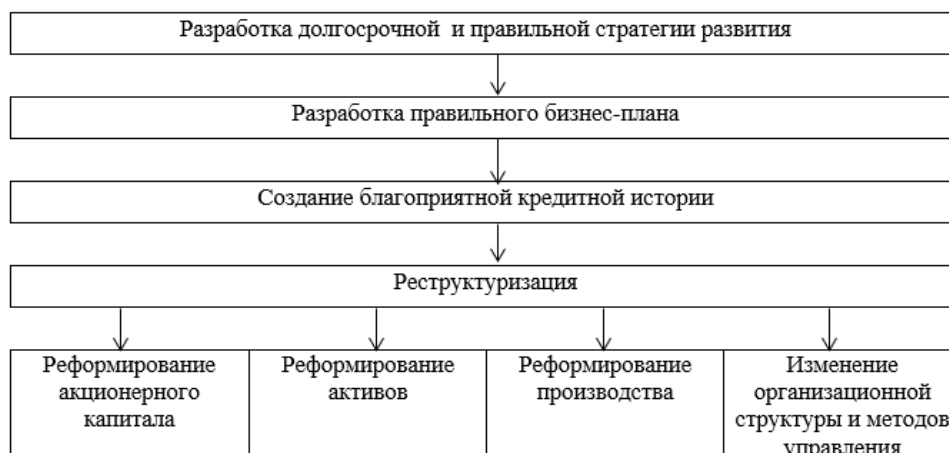 Разработка долгосрочной и правильной стратегии развития
Разработка правильного бизнес-плана
Создание благоприятной кредитной истории
Реструктуризация
Реформирование
акционерного
капитала
Реформирование
активов
Реформирование
производства
Изменение
организационной
структуры и методов
управления